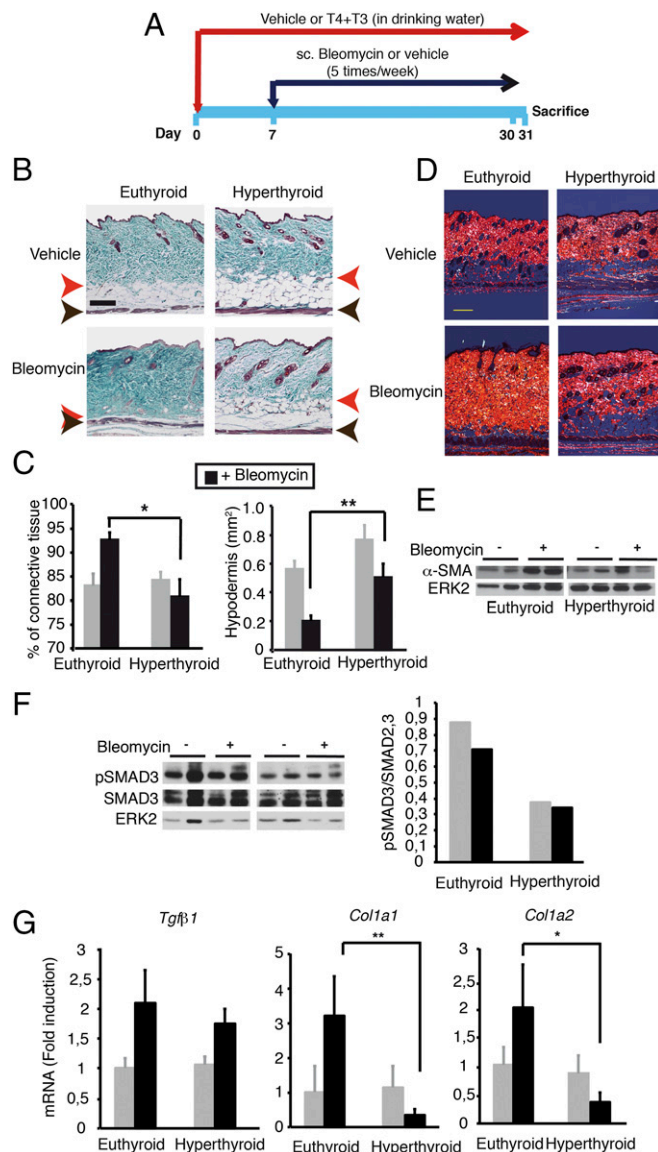 A
Vehicle or T4+T3 (in drinking water)
sc. Bleomycin or vehicle
(5 times/week)
Sacrifice
Day
0
7
30
31
B
Euthyroid
Hyperthyroid
Vehicle
Bleomycin
D
Euthyroid
Hyperthyroid
Vehicle
Bleomycin
C
+ Bleomycin
% of connective tissue
100
95
90
85
80
75
70
*
Euthyroid
Hyperthyroid
Hypodermis (mm²)
1.0
0.8
0.6
0.4
0.2
0
**
Euthyroid
Hyperthyroid
E
Bleomycin
-
+
-
+
α-SMA
ERK2
Euthyroid
Hyperthyroid
F
Bleomycin
-
+
-
+
pSMAD3
SMAD3
ERK2
pSMAD3/SMAD2,3
1
0,9
0,8
0,7
0,6
0,5
0,4
0,3
0,2
0,1
0
Euthyroid
Hyperthyroid
G
mRNA (Fold induction)
Tgfβ1
3
2,5
2
1,5
1
0,5
0
Euthyroid
Hyperthyroid
Col1a1
5
4
3
2
1
0
**
Euthyroid
Hyperthyroid
Col1a2
3
2,5
2
1,5
1
0,5
0
*
Euthyroid
Hyperthyroid